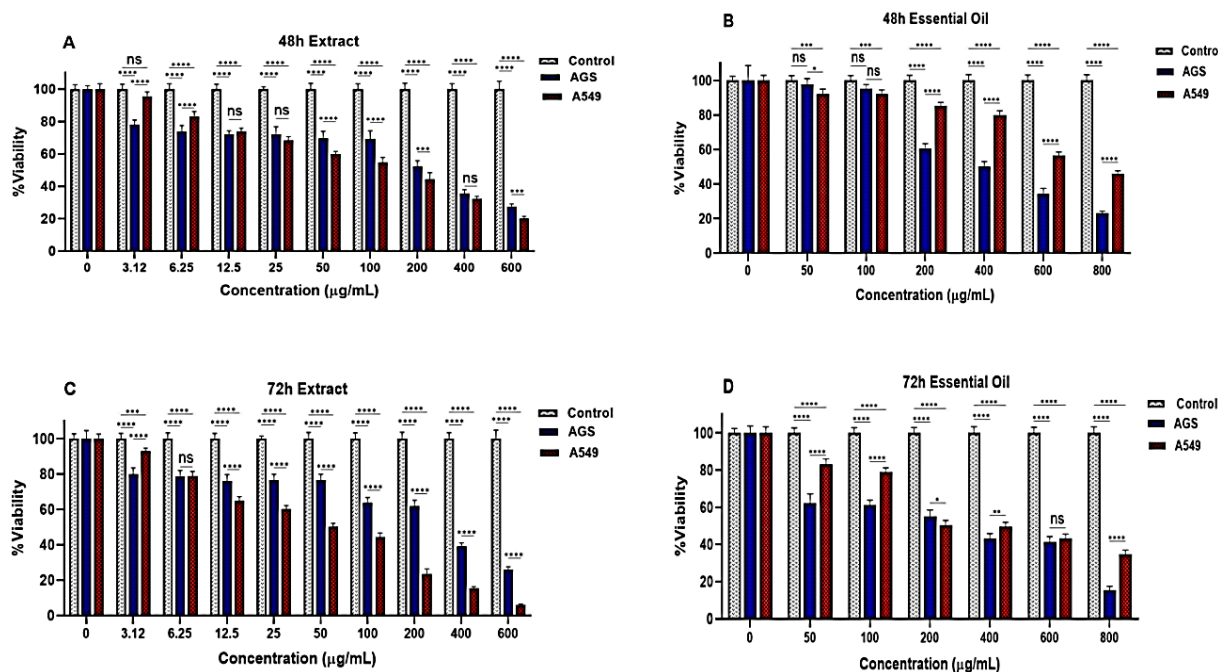 A
48h Extract
ns
**** **** **** **** **** **** **** ****
**** **** **** **** **** **** **** **** ****
**** **** ns ns **** **** *** ns ***
Control
AGS
A549
%Viability
100
80
60
40
20
0
0 3.12 6.25 12.5 25 50 100 200 400 600
Concentration (µg/mL)
B
48h Essential Oil
*** *** **** **** **** ****
ns ns **** **** **** ****
* ns **** **** **** ****
Control
AGS
A549
%Viability
100
80
60
40
20
0
0 50 100 200 400 600 800
Concentration (µg/mL)
C
72h Extract
*** **** **** **** **** **** **** **** ****
**** **** **** **** **** **** **** **** ****
**** ns **** **** **** **** **** **** ****
Control
AGS
A549
%Viability
100
80
60
40
20
0
0 3.12 6.25 12.5 25 50 100 200 400 600
Concentration (µg/mL)
D
72h Essential Oil
**** **** **** **** **** ****
**** **** **** **** **** ****
**** **** * ** ns ****
Control
AGS
A549
%Viability
100
80
60
40
20
0
0 50 100 200 400 600 800
Concentration (µg/mL)